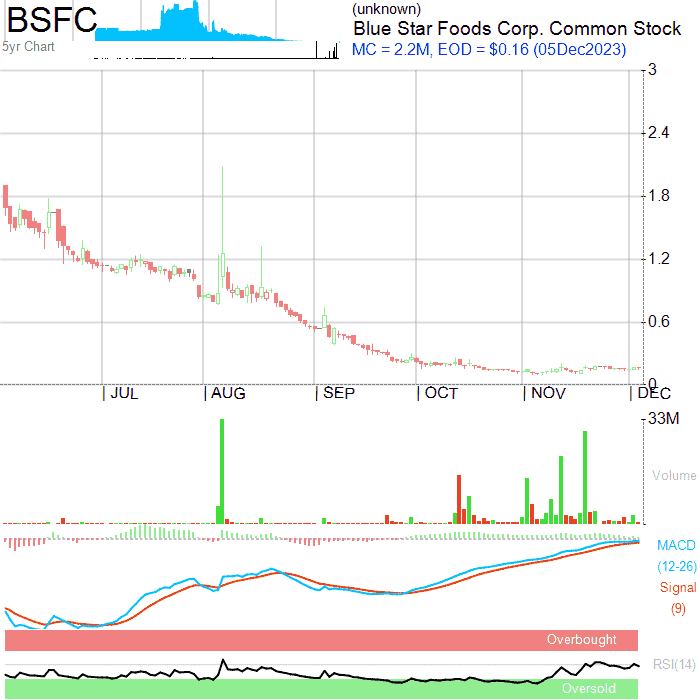 BSFC
5yr Chart
(unknown)
Blue Star Foods Corp. Common Stock
MC = 2.2M, EOD = $0.16 (05Dec2023)
3
2.4
1.8
1.2
0.6
0
| JUL | AUG | SEP | OCT | NOV | DEC
33M
Volume
MACD
(12-26)
Signal
(9)
Overbought
RSI(14)
Oversold